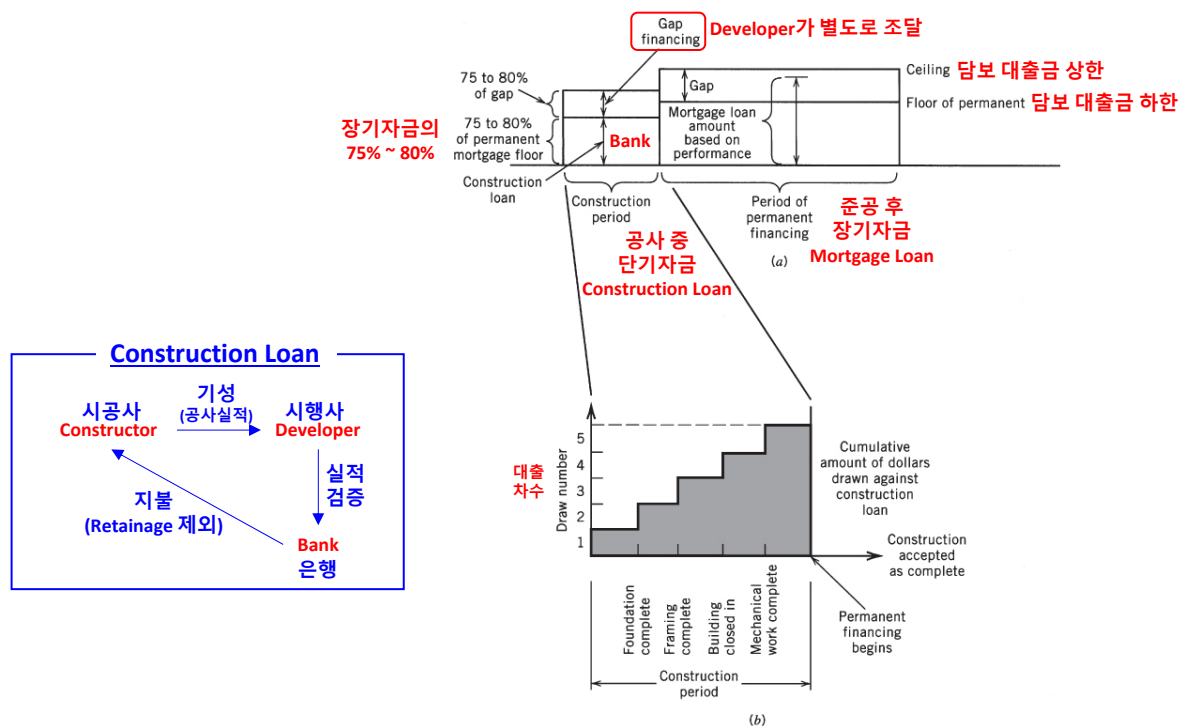 Gap
financing
Developer가 별도로 조달
75 to 80%
of gap
Gap
Ceiling 담보 대출금 상한
Floor of permanent 담보 대출금 하한
장기자금의
75% ~ 80%
75 to 80%
of permanent
mortgage floor
Bank
Mortgage loan
amount
based on
performance
Construction
loan
Construction
period
Period of
permanent
financing
준공 후
장기자금
Mortgage Loan
공사 중
단기자금
Construction Loan
(a)
Construction Loan
시공사
Constructor
기성
(공사실적)
시행사
Developer
실적
검증
지불
(Retainage 제외)
Bank
은행
대출
차수
Draw number
5
4
3
2
1
Cumulative
amount of dollars
drawn against
construction
loan
Construction
accepted
as complete
Foundation
complete
Framing
complete
Building
closed in
Mechanical
work complete
Permanent
financing
begins
Construction
period
(b)